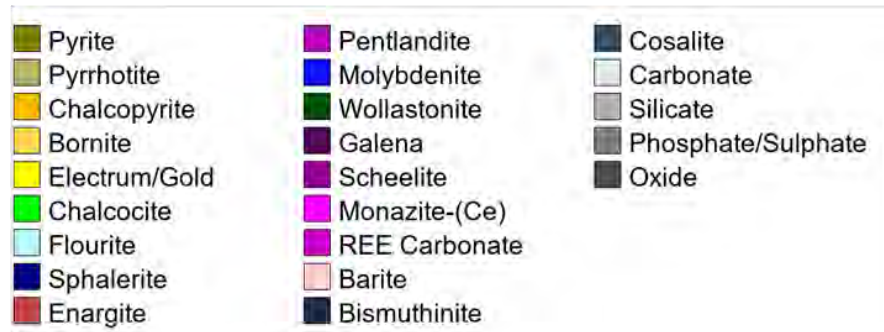 Pyrite
Pyrrhotite
Chalcopyrite
Bornite
Electrum/Gold
Chalcocite
Flourite
Sphalerite
Enargite
Pentlandite
Molybdenite
Wollastonite
Galena
Scheelite
Monazite-(Ce)
REE Carbonate
Barite
Bismuthinite
Cosalite
Carbonate
Silicate
Phosphate/Sulphate
Oxide